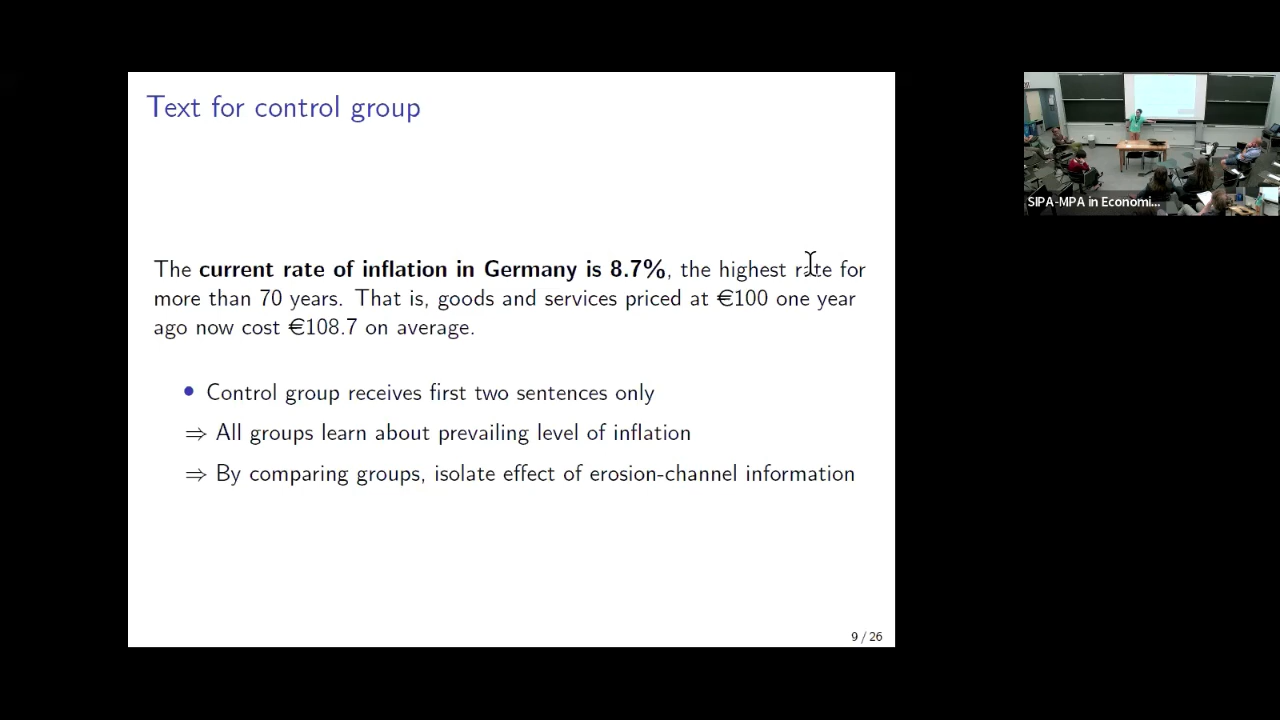 Text for control group
The current rate of inflation in Germany is 8.7%, the highest rate for
more than 70 years. That is, goods and services priced at €100 one year
ago now cost €108.7 on average.
• Control group receives first two sentences only
⇒ All groups learn about prevailing level of inflation
⇒ By comparing groups, isolate effect of erosion-channel information
9 / 26
SIPA-MPA in Economi...